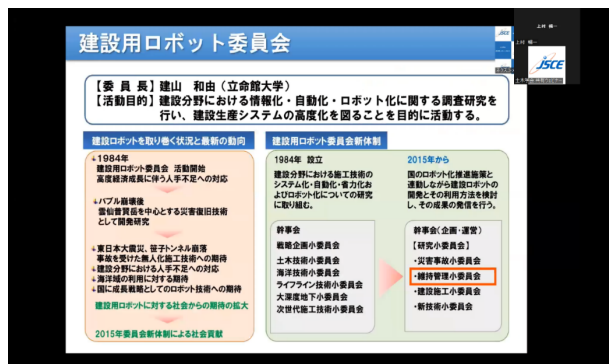 建設用ロボット委員会
上村 頼一
上村 頼一
JSCE
【委 員 長】建山 和由（立命館大学）
【活動目的】建設分野における情報化・自動化・ロボット化に関する調査研究を
行い、建設生産システムの高度化を図ることを目的に活動する。
建設ロボットを取り巻く状況と最新の動向
↓1984年
建設用ロボット委員会 活動開始
高度経済成長に伴う人手不足への対応
↓バブル崩壊後
雲仙普賢岳を中心とする災害復旧技術
として開発研究
↓東日本大震災、笹子トンネル崩落
事故を受けた無人化施工技術への期待
↓建設分野における人手不足への対応
↓海洋域の利用に対する期待
↓国に成長戦略としてのロボット技術への期待
建設用ロボットに対する社会からの期待の拡大
2015年委員会新体制による社会貢献
建設用ロボット委員会新体制
1984年 設立
建設分野における施工技術の
システム化・自動化・省力化お
よびロボット化についての研究
に取り組む。
幹事会
戦略企画小委員会
土木技術小委員会
海洋技術小委員会
ライフライン技術小委員会
大深度地下小委員会
次世代施工技術小委員会
2015年から
国のロボット化推進施策と
連動しながら建設ロボットの
開発とその利用方法を検討
し、その成果の発信を行う。
幹事会（企画・運営）
【研究小委員会】
・災害事故小委員会
・維持管理小委員会
・建設施工小委員会
・新技術小委員会